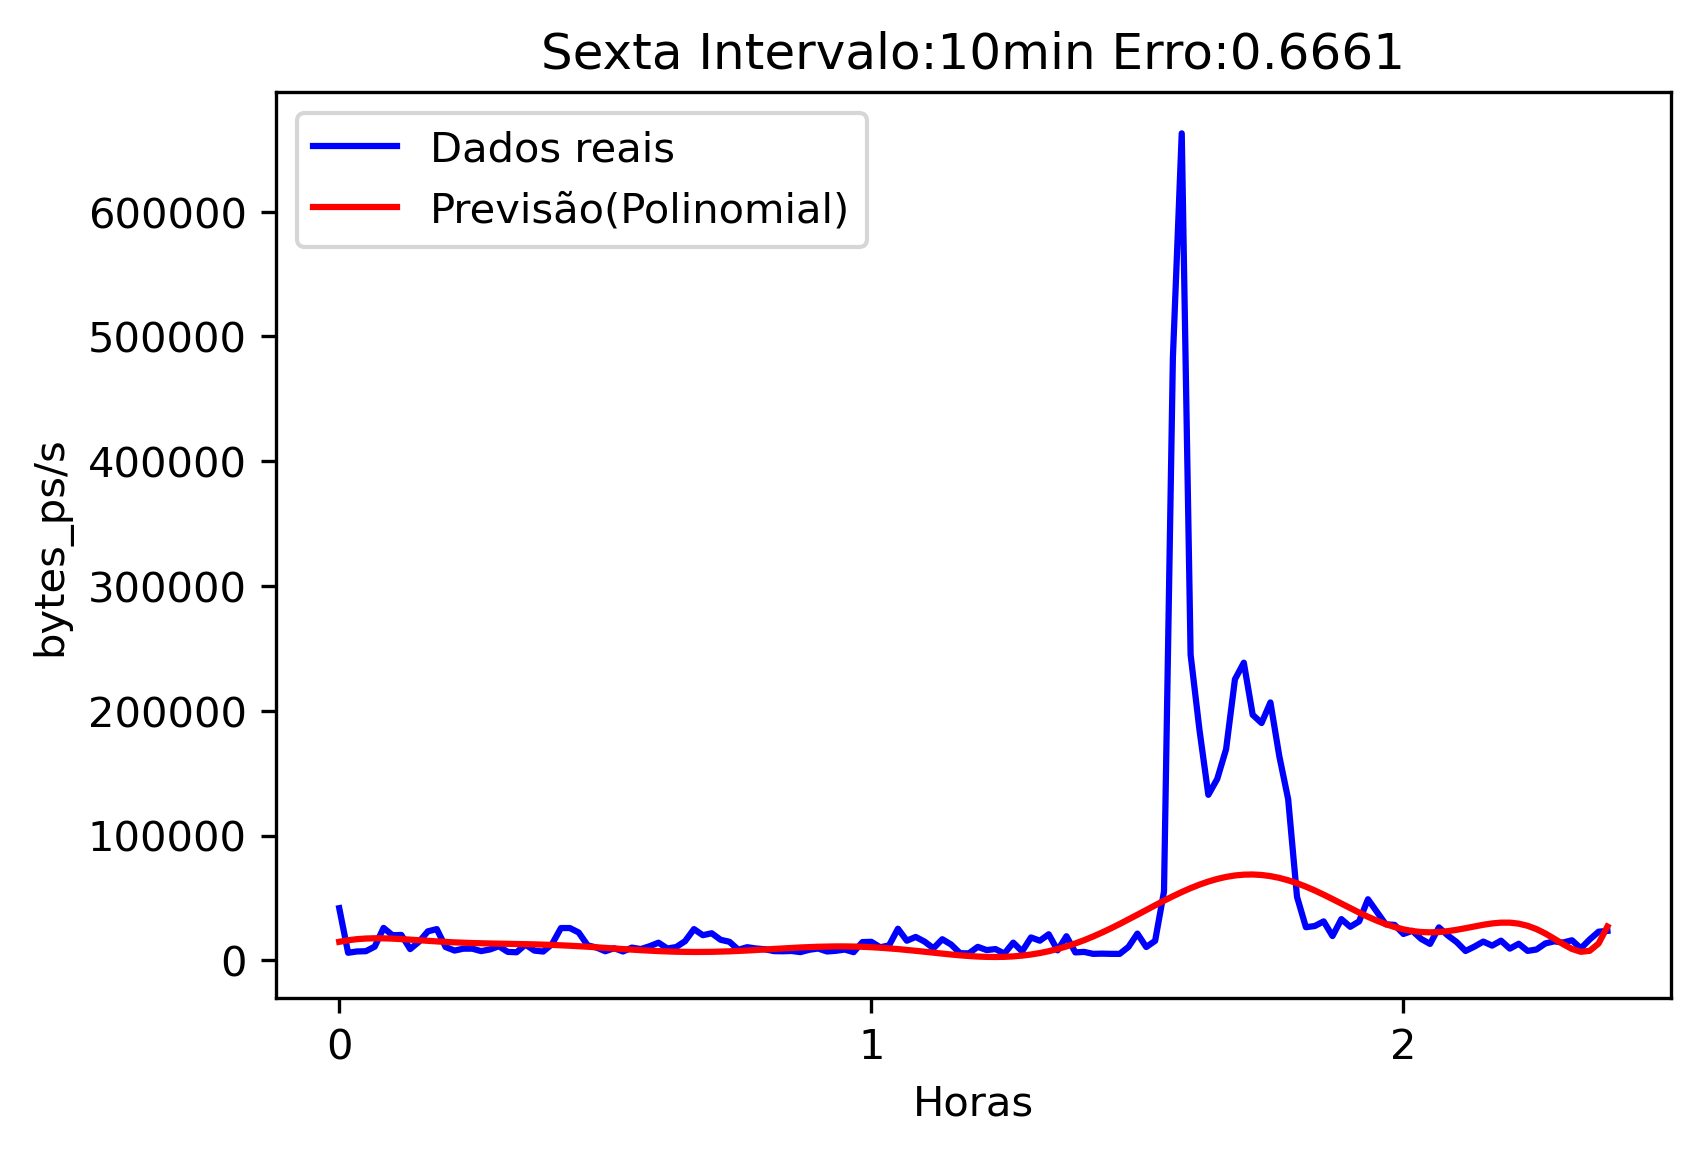 Sexta Intervalo:10min Erro:0.6661
Dados reais
Previsão(Polinomial)
600000
500000
400000
300000
200000
100000
0
bytes_ps/s
0 1 2
Horas